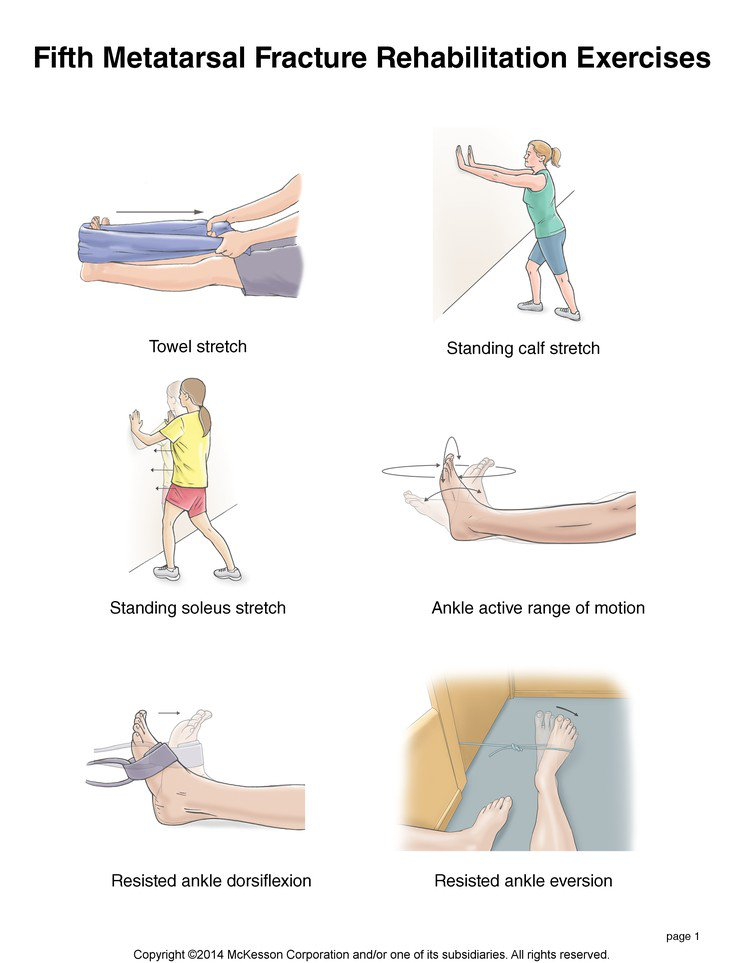 Fifth Metatarsal Fracture Rehabilitation Exercises
Towel stretch
Standing calf stretch
Standing soleus stretch
Ankle active range of motion
Resisted ankle dorsiflexion
Resisted ankle eversion
page 1
Copyright ©2014 McKesson Corporation and/or one of its subsidiaries. All rights reserved.